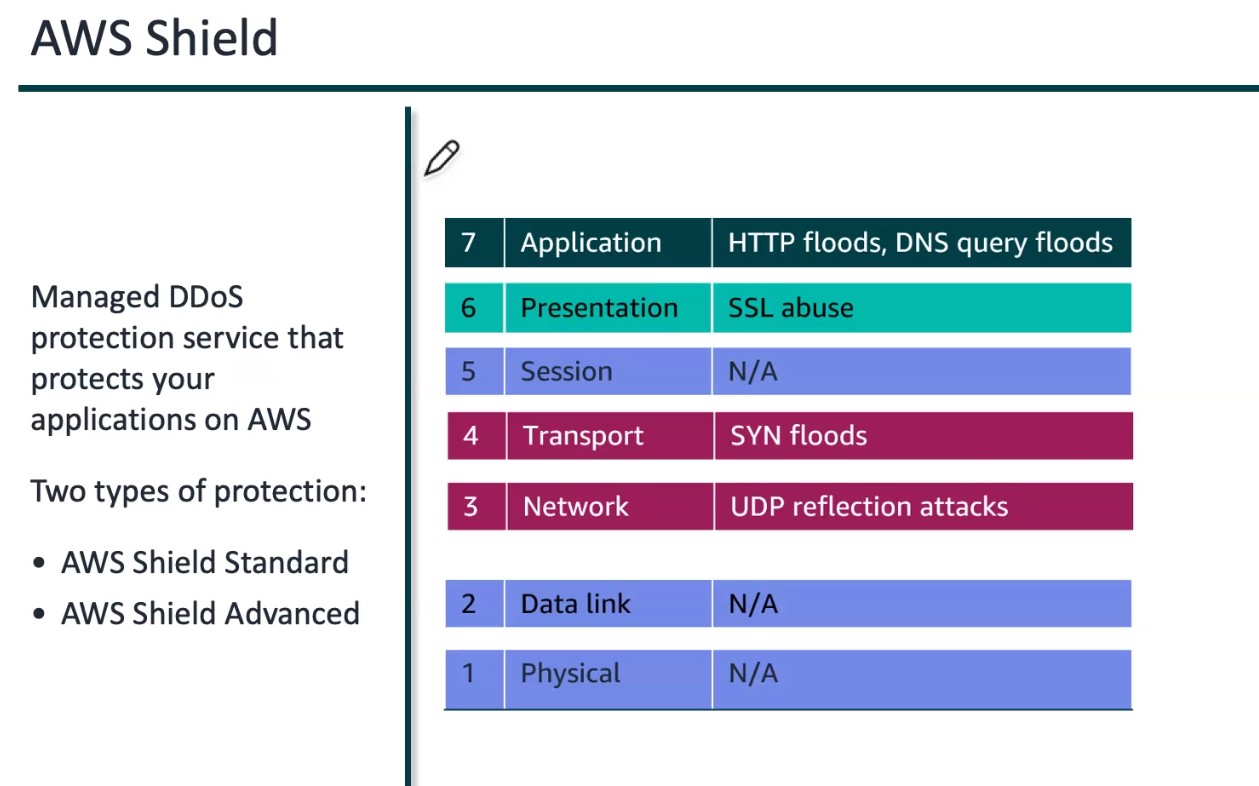 AWS Shield
Managed DDoS
protection service that
protects your
applications on AWS
Two types of protection:
• AWS Shield Standard
• AWS Shield Advanced
7 Application HTTP floods, DNS query floods
6 Presentation SSL abuse
5 Session N/A
4 Transport SYN floods
3 Network UDP reflection attacks
2 Data link N/A
1 Physical N/A